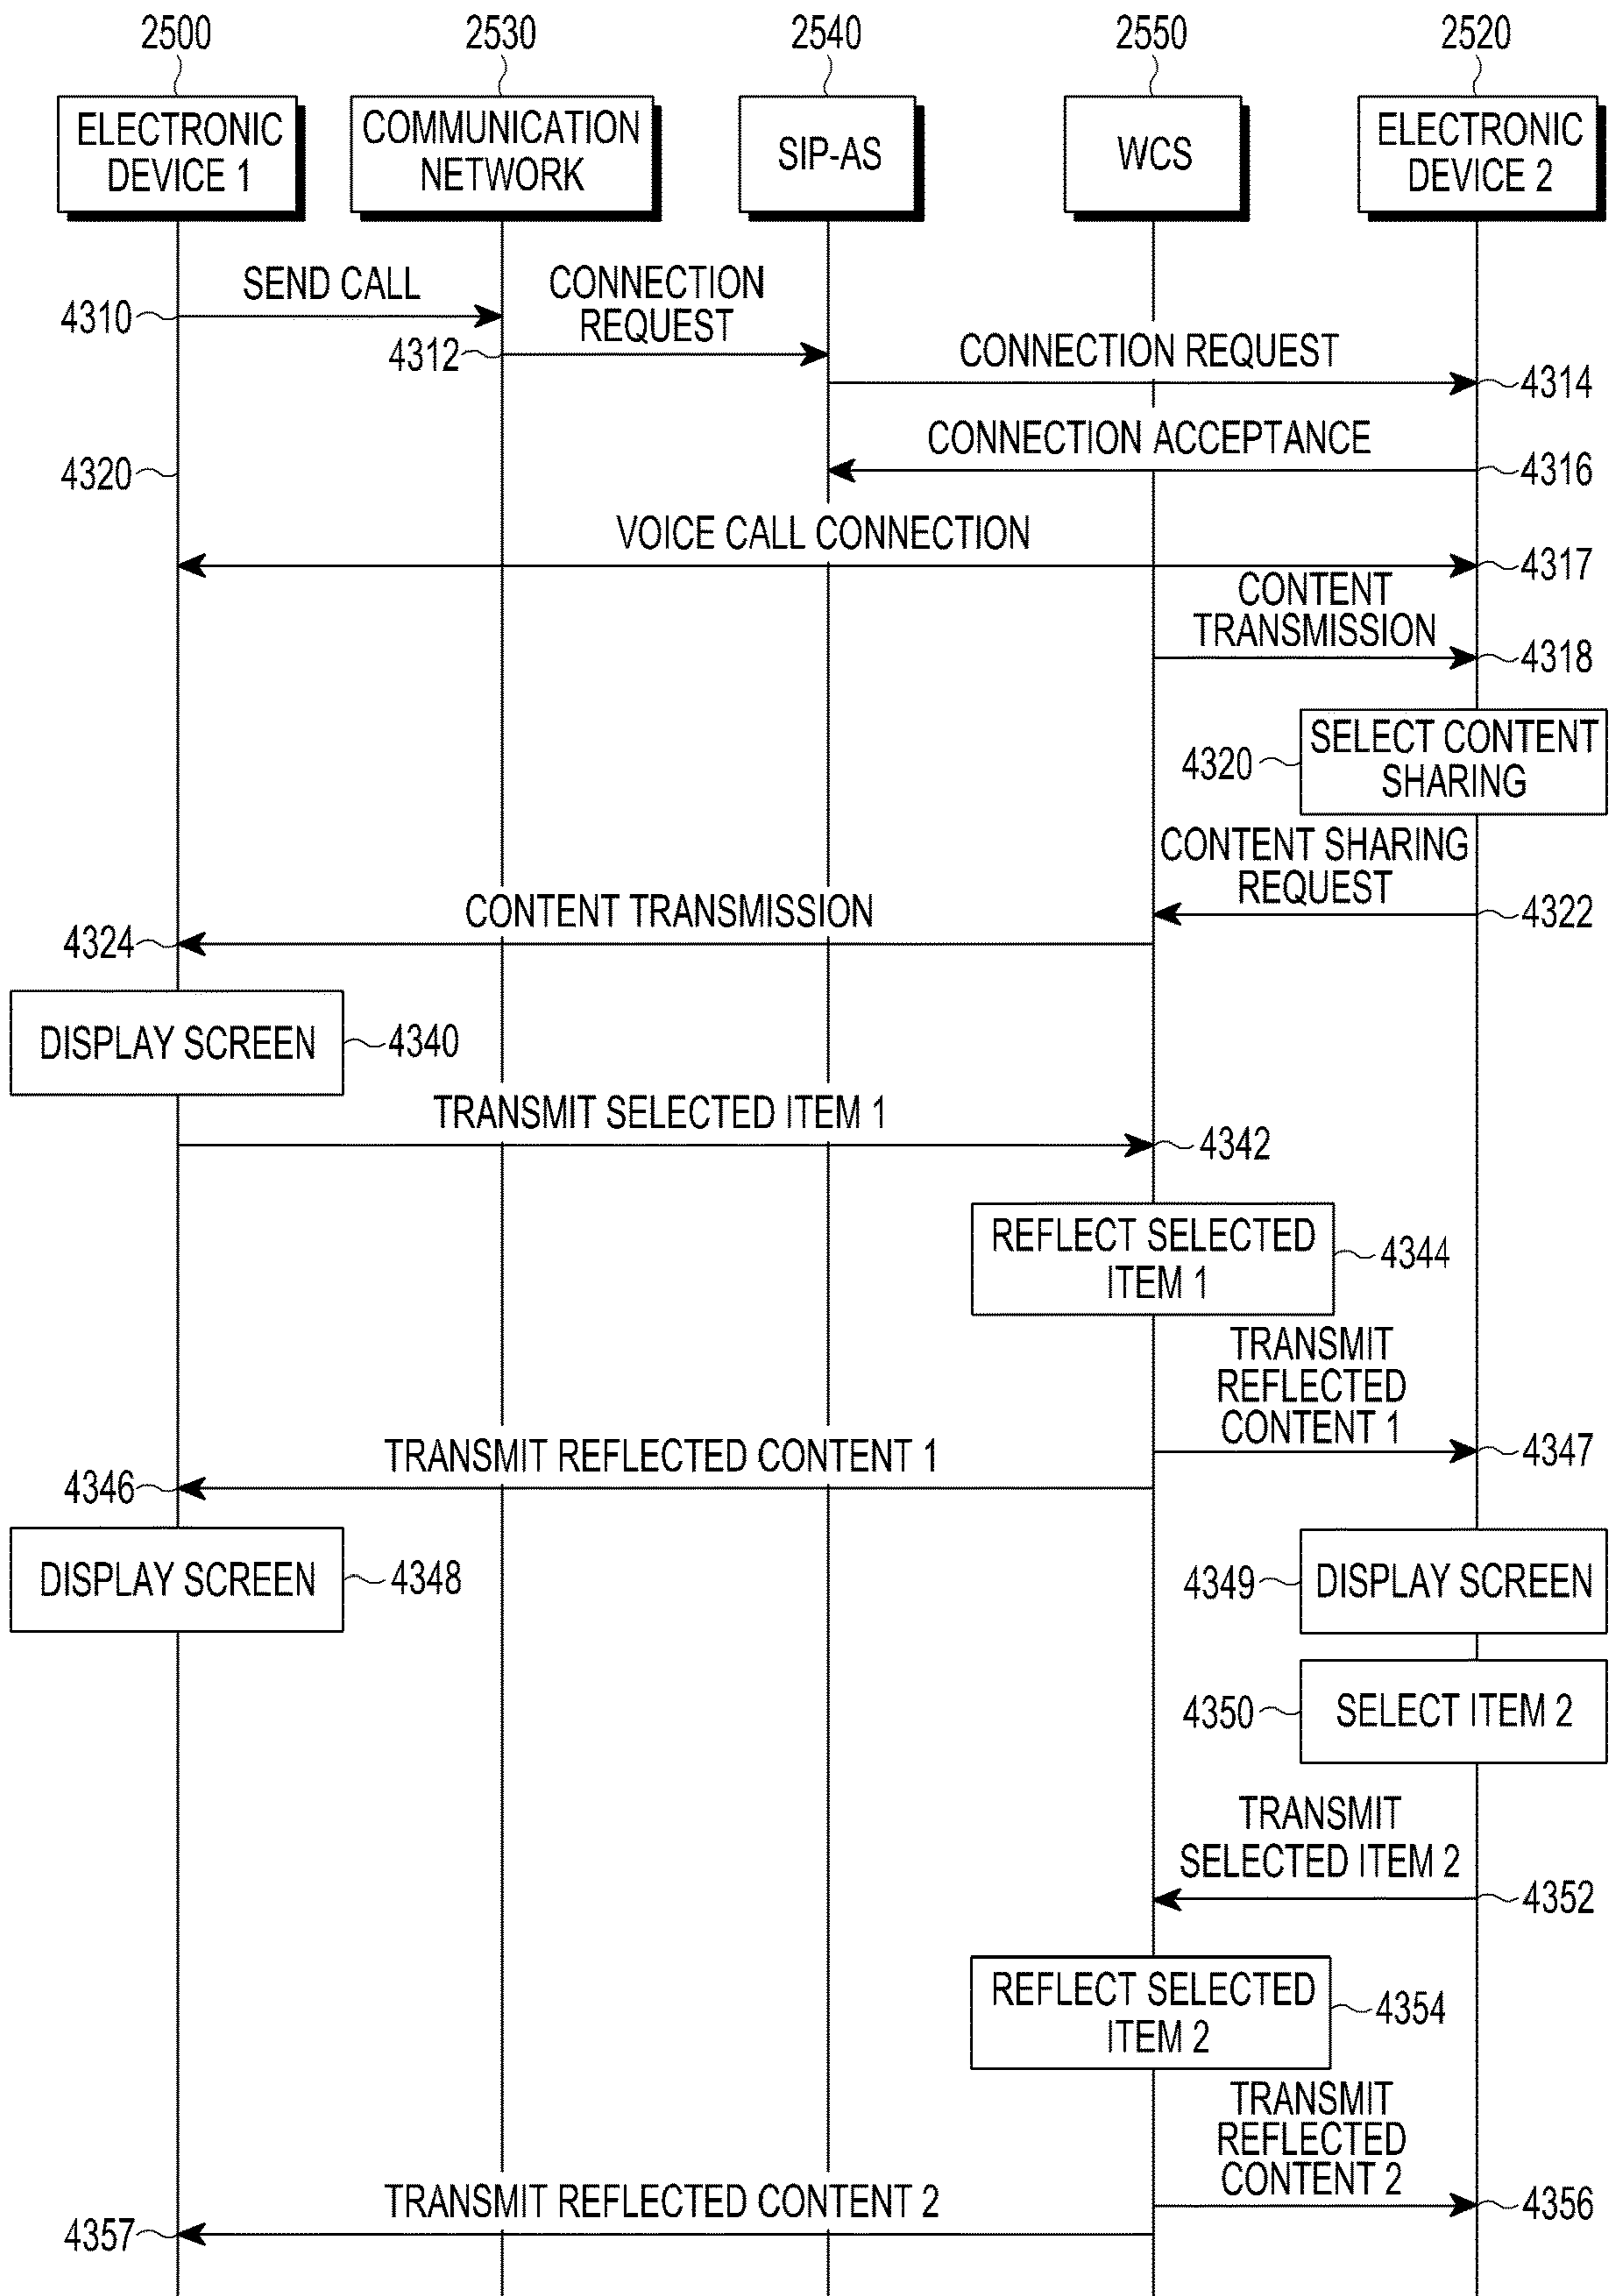 2500
2530
2540
2550
2520
ELECTRONIC
DEVICE 1
COMMUNICATION
NETWORK
SIP-AS
WCS
ELECTRONIC
DEVICE 2
SEND CALL
4310
CONNECTION
REQUEST
4312
CONNECTION REQUEST
4314
CONNECTION ACCEPTANCE
4320
4316
VOICE CALL CONNECTION
4317
CONTENT
TRANSMISSION
4318
SELECT CONTENT
SHARING
4320
CONTENT SHARING
REQUEST
4322
CONTENT TRANSMISSION
4324
DISPLAY SCREEN
4340
TRANSMIT SELECTED ITEM 1
4342
REFLECT SELECTED
ITEM 1
4344
TRANSMIT
REFLECTED
CONTENT 1
4347
TRANSMIT REFLECTED CONTENT 1
4346
DISPLAY SCREEN
4348
4349
DISPLAY SCREEN
4350
SELECT ITEM 2
TRANSMIT
SELECTED ITEM 2
4352
REFLECT SELECTED
ITEM 2
4354
TRANSMIT
REFLECTED
CONTENT 2
4356
TRANSMIT REFLECTED CONTENT 2
4357